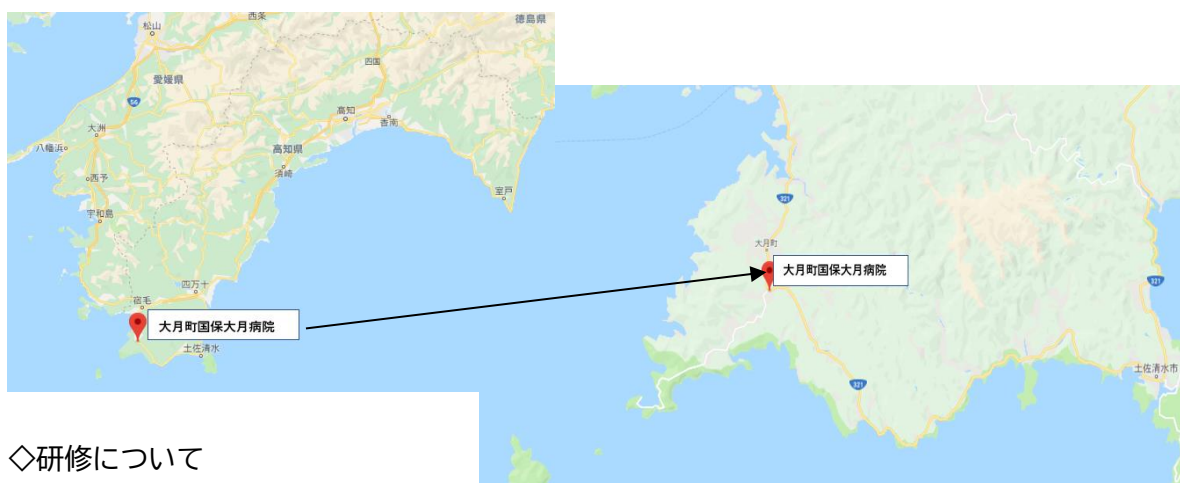 西条
徳島県
松山
四国
愛媛県
56
高知
香南
大洲
八幡浜
高知県
西予
須崎
室戸
宇和島
四万十
宿毛
大月町国保大月病院
土佐清水
321
大月町
大月町国保大月病院
321
321
土佐清水市
321
◇研修について